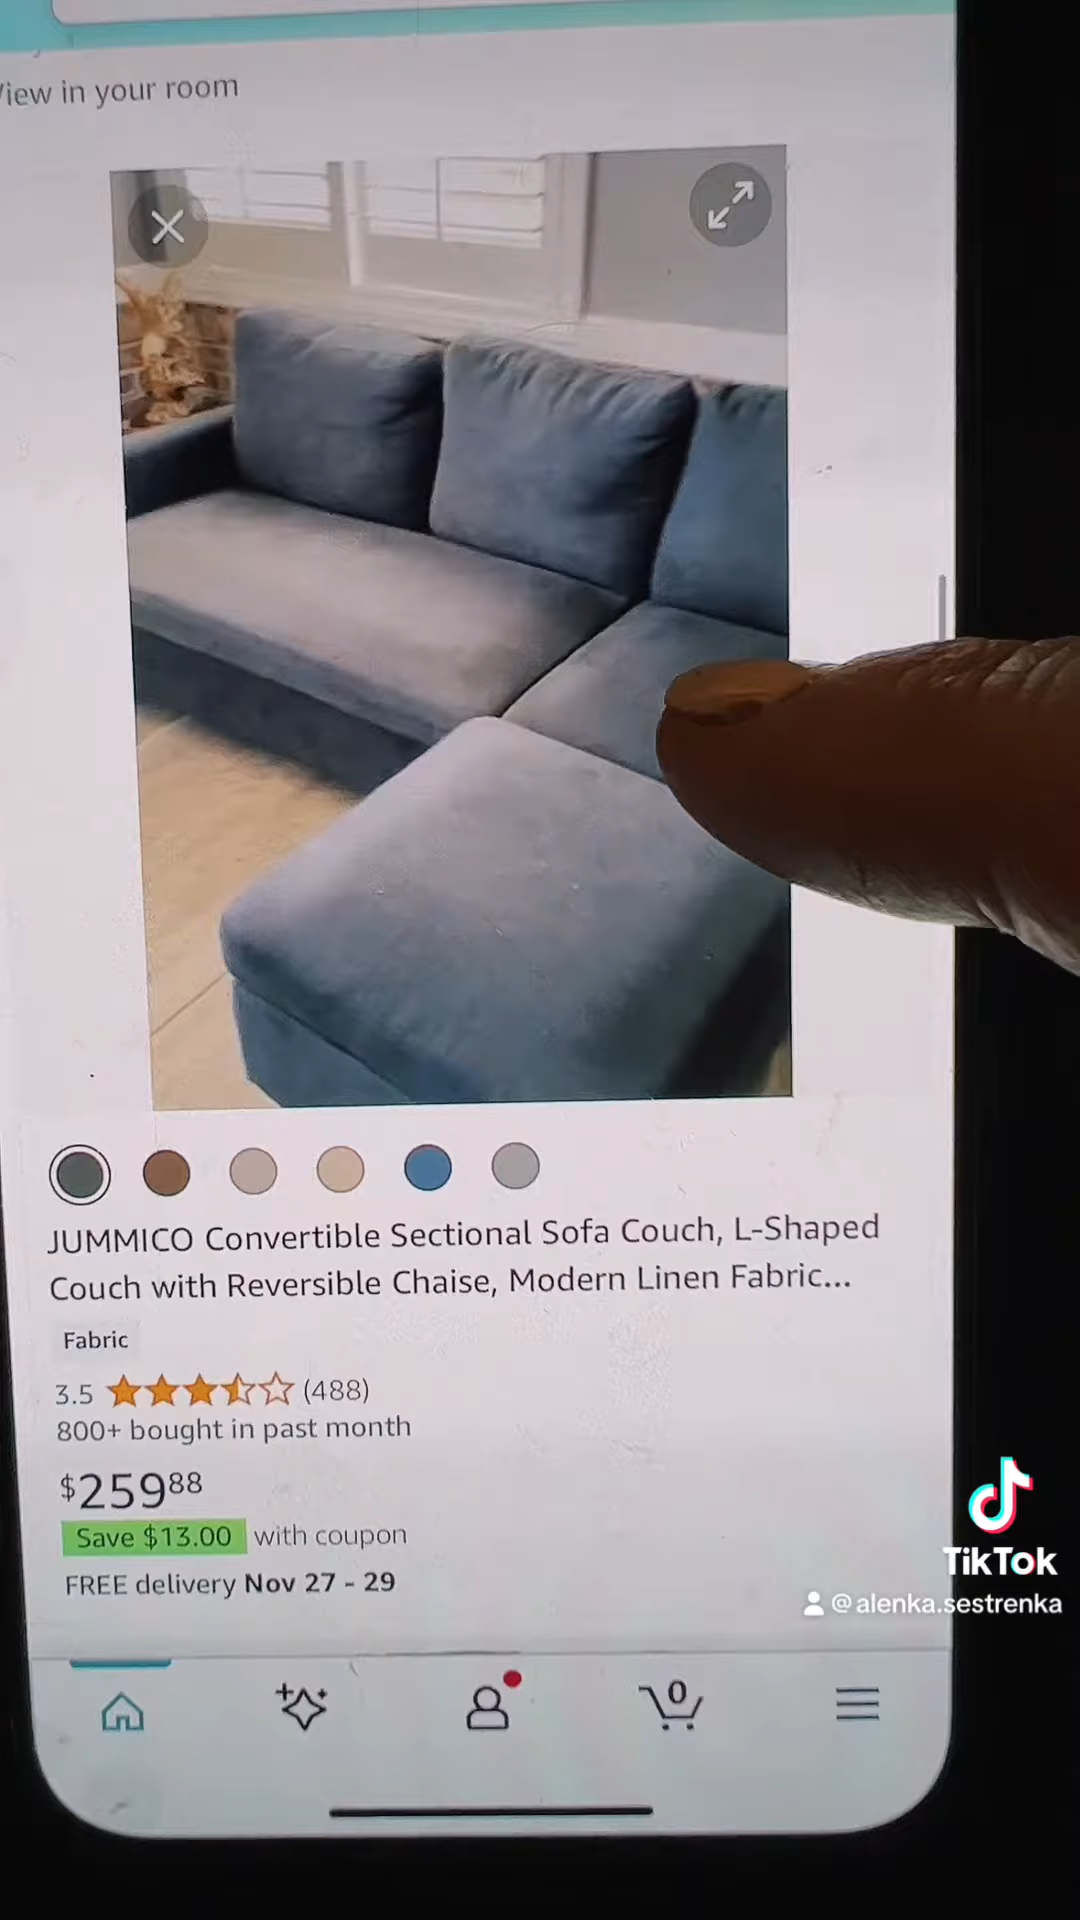 View in your room
JUMMICO Convertible Sectional Sofa Couch, L-Shaped
Couch with Reversible Chaise, Modern Linen Fabric...
Fabric
3.5 (488)
800+ bought in past month
$25988
Save $13.00 with coupon
FREE delivery Nov 27 - 29
0
TikTok
@alenka.sestrenka